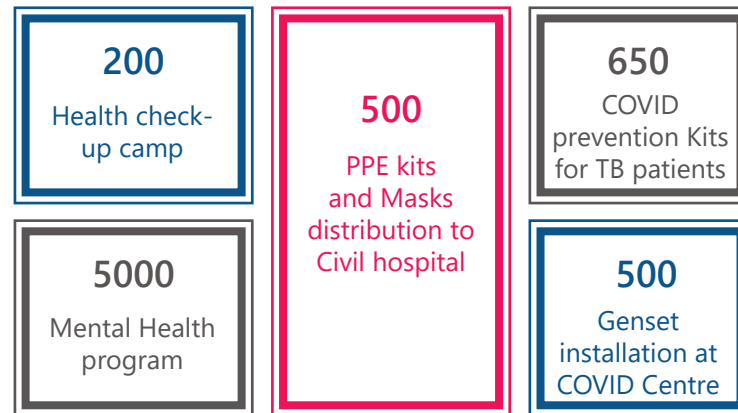 200
Health check-
up camp
5000
Mental Health
program
500
PPE kits
and Masks
distribution to
Civil hospital
650
COVID
prevention Kits
for TB patients
500
Genset
installation at
COVID Centre